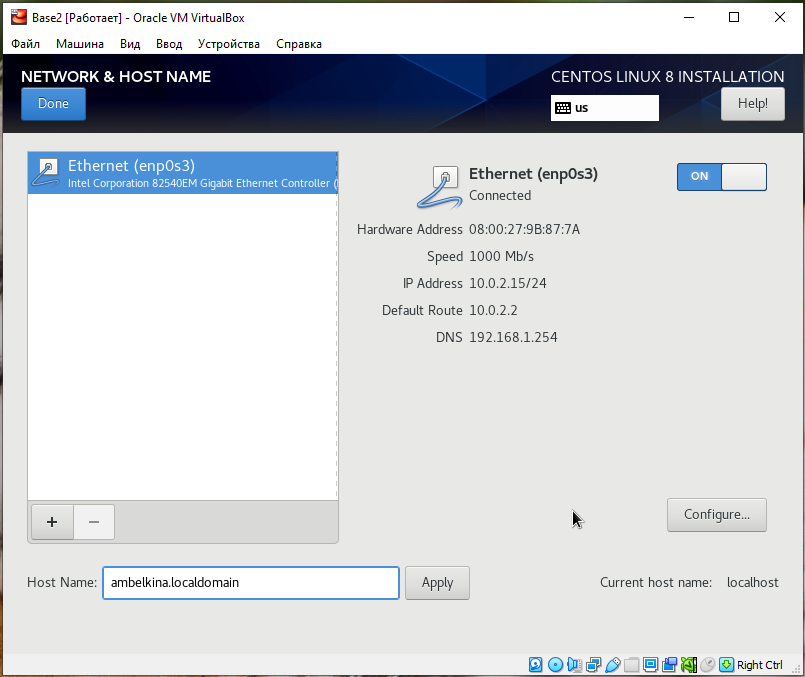 Base2 [Работает] - Oracle VM VirtualBox
Файл Машина Вид Ввод Устройства Справка
NETWORK & HOST NAME
CENTOS LINUX 8 INSTALLATION
Done
us
Help!
Ethernet (enp0s3)
Intel Corporation 82540EM Gigabit Ethernet Controller (
Ethernet (enp0s3)
Connected
ON
Hardware Address 08:00:27:9B:87:7A
Speed 1000 Mb/s
IP Address 10.0.2.15/24
Default Route 10.0.2.2
DNS 192.168.1.254
+ −
Configure...
Host Name: ambelkina.localdomain Apply
Current host name: localhost
Right Ctrl